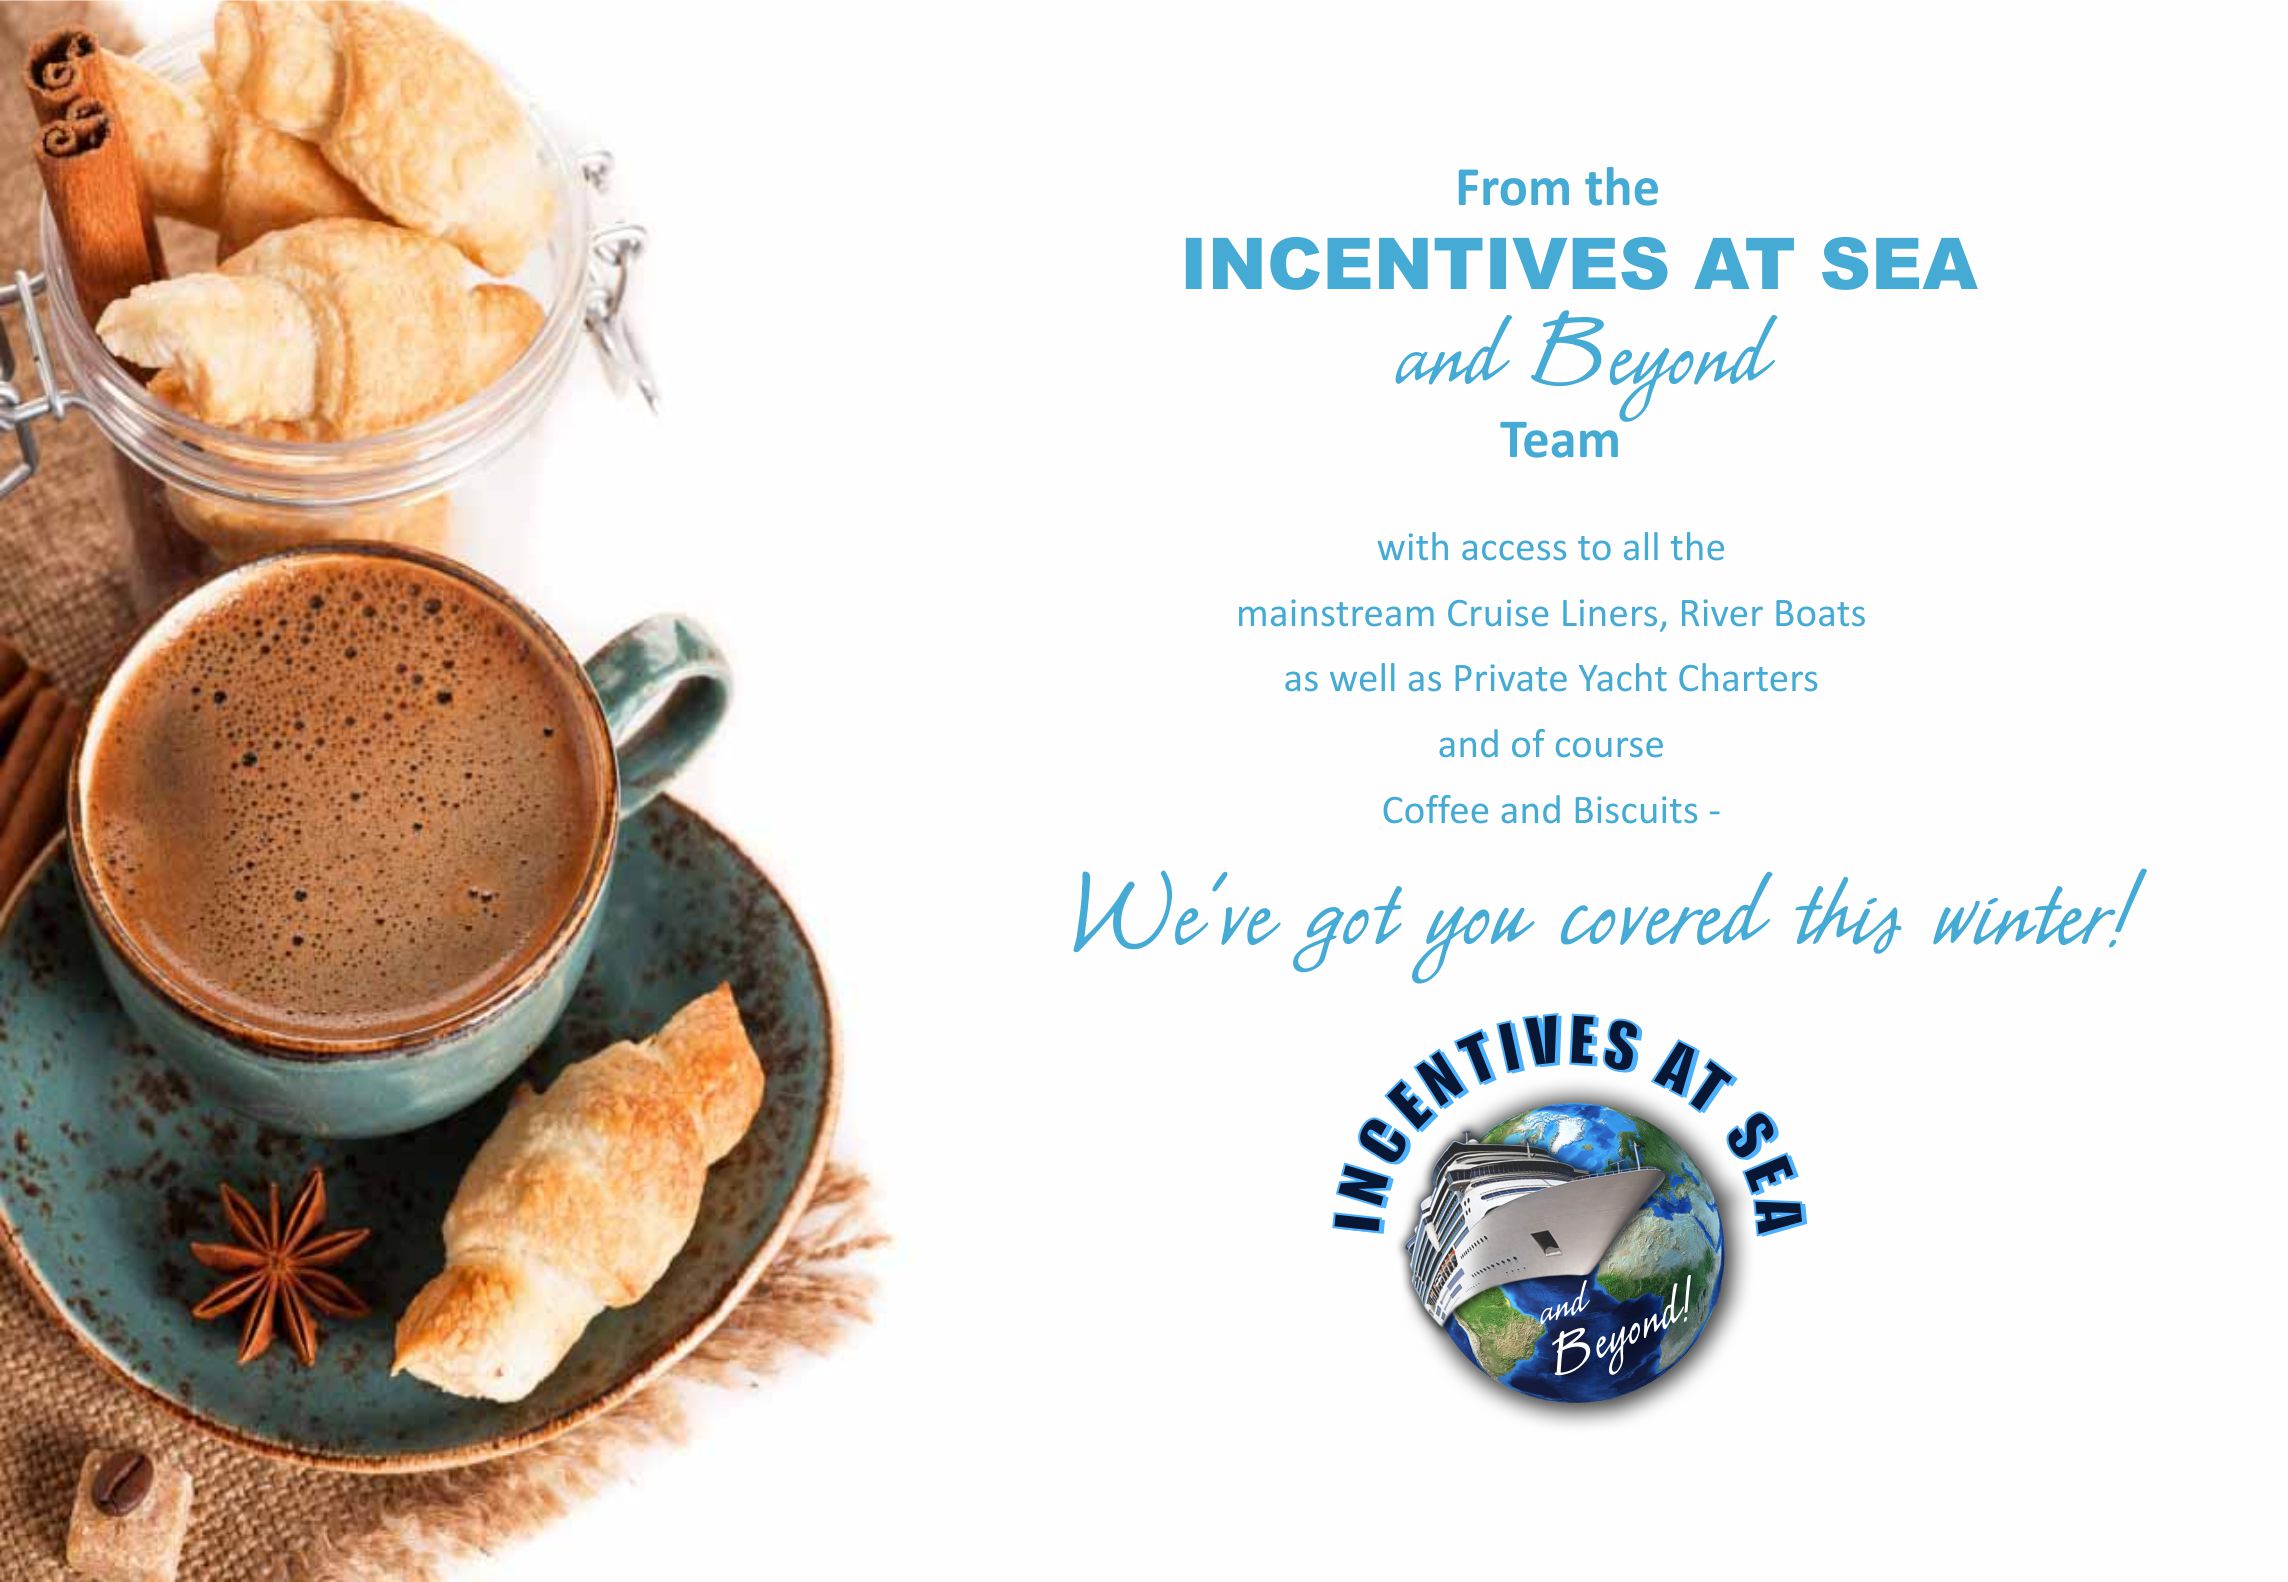 From the
INCENTIVES AT SEA
and Beyond
Team
with access to all the
mainstream Cruise Liners, River Boats
as well as Private Yacht Charters
and of course
Coffee and Biscuits -
We've got you covered this winter!
INCENTIVES AT SEA
and
Beyond!